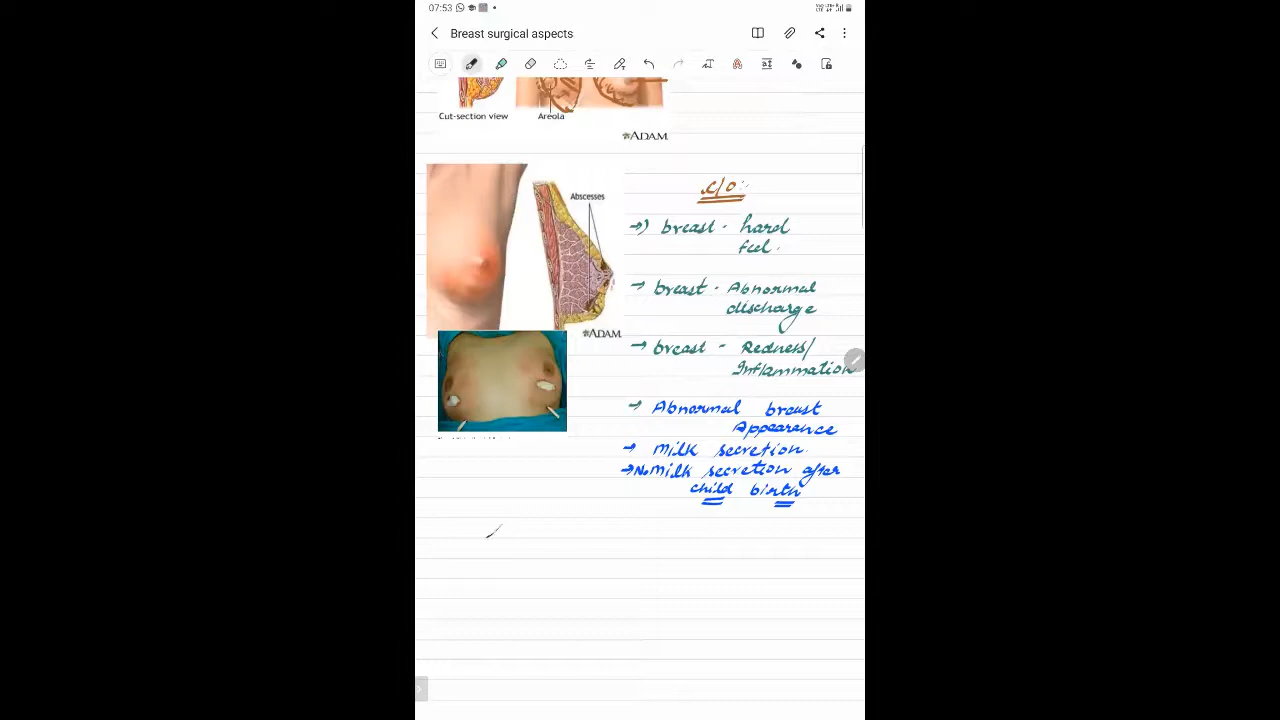 07:53
Breast surgical aspects
Cut-section view
Areola
ADAM
Abscesses
ADAM
C/O:
→) breast - hard
feel.
→ breast - Abnormal
discharge
→ breast - Redness/
Inflammation
→ Abnormal breast
Appearence
→ Milk secretion.
→ No Milk secretion after
child birth